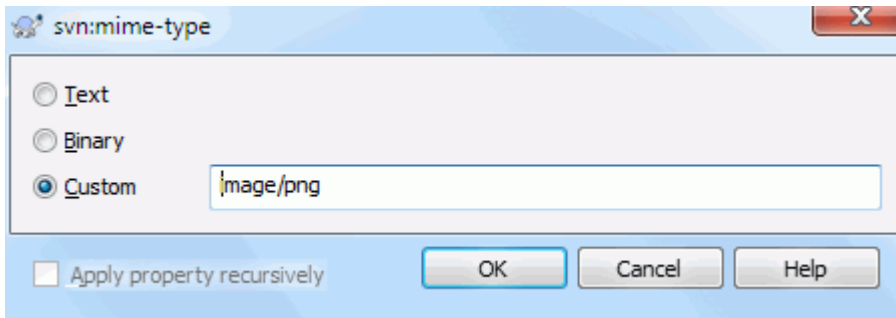 svn:mime-type
Text
Binary
Custom image/png
Apply property recursively OK Cancel Help